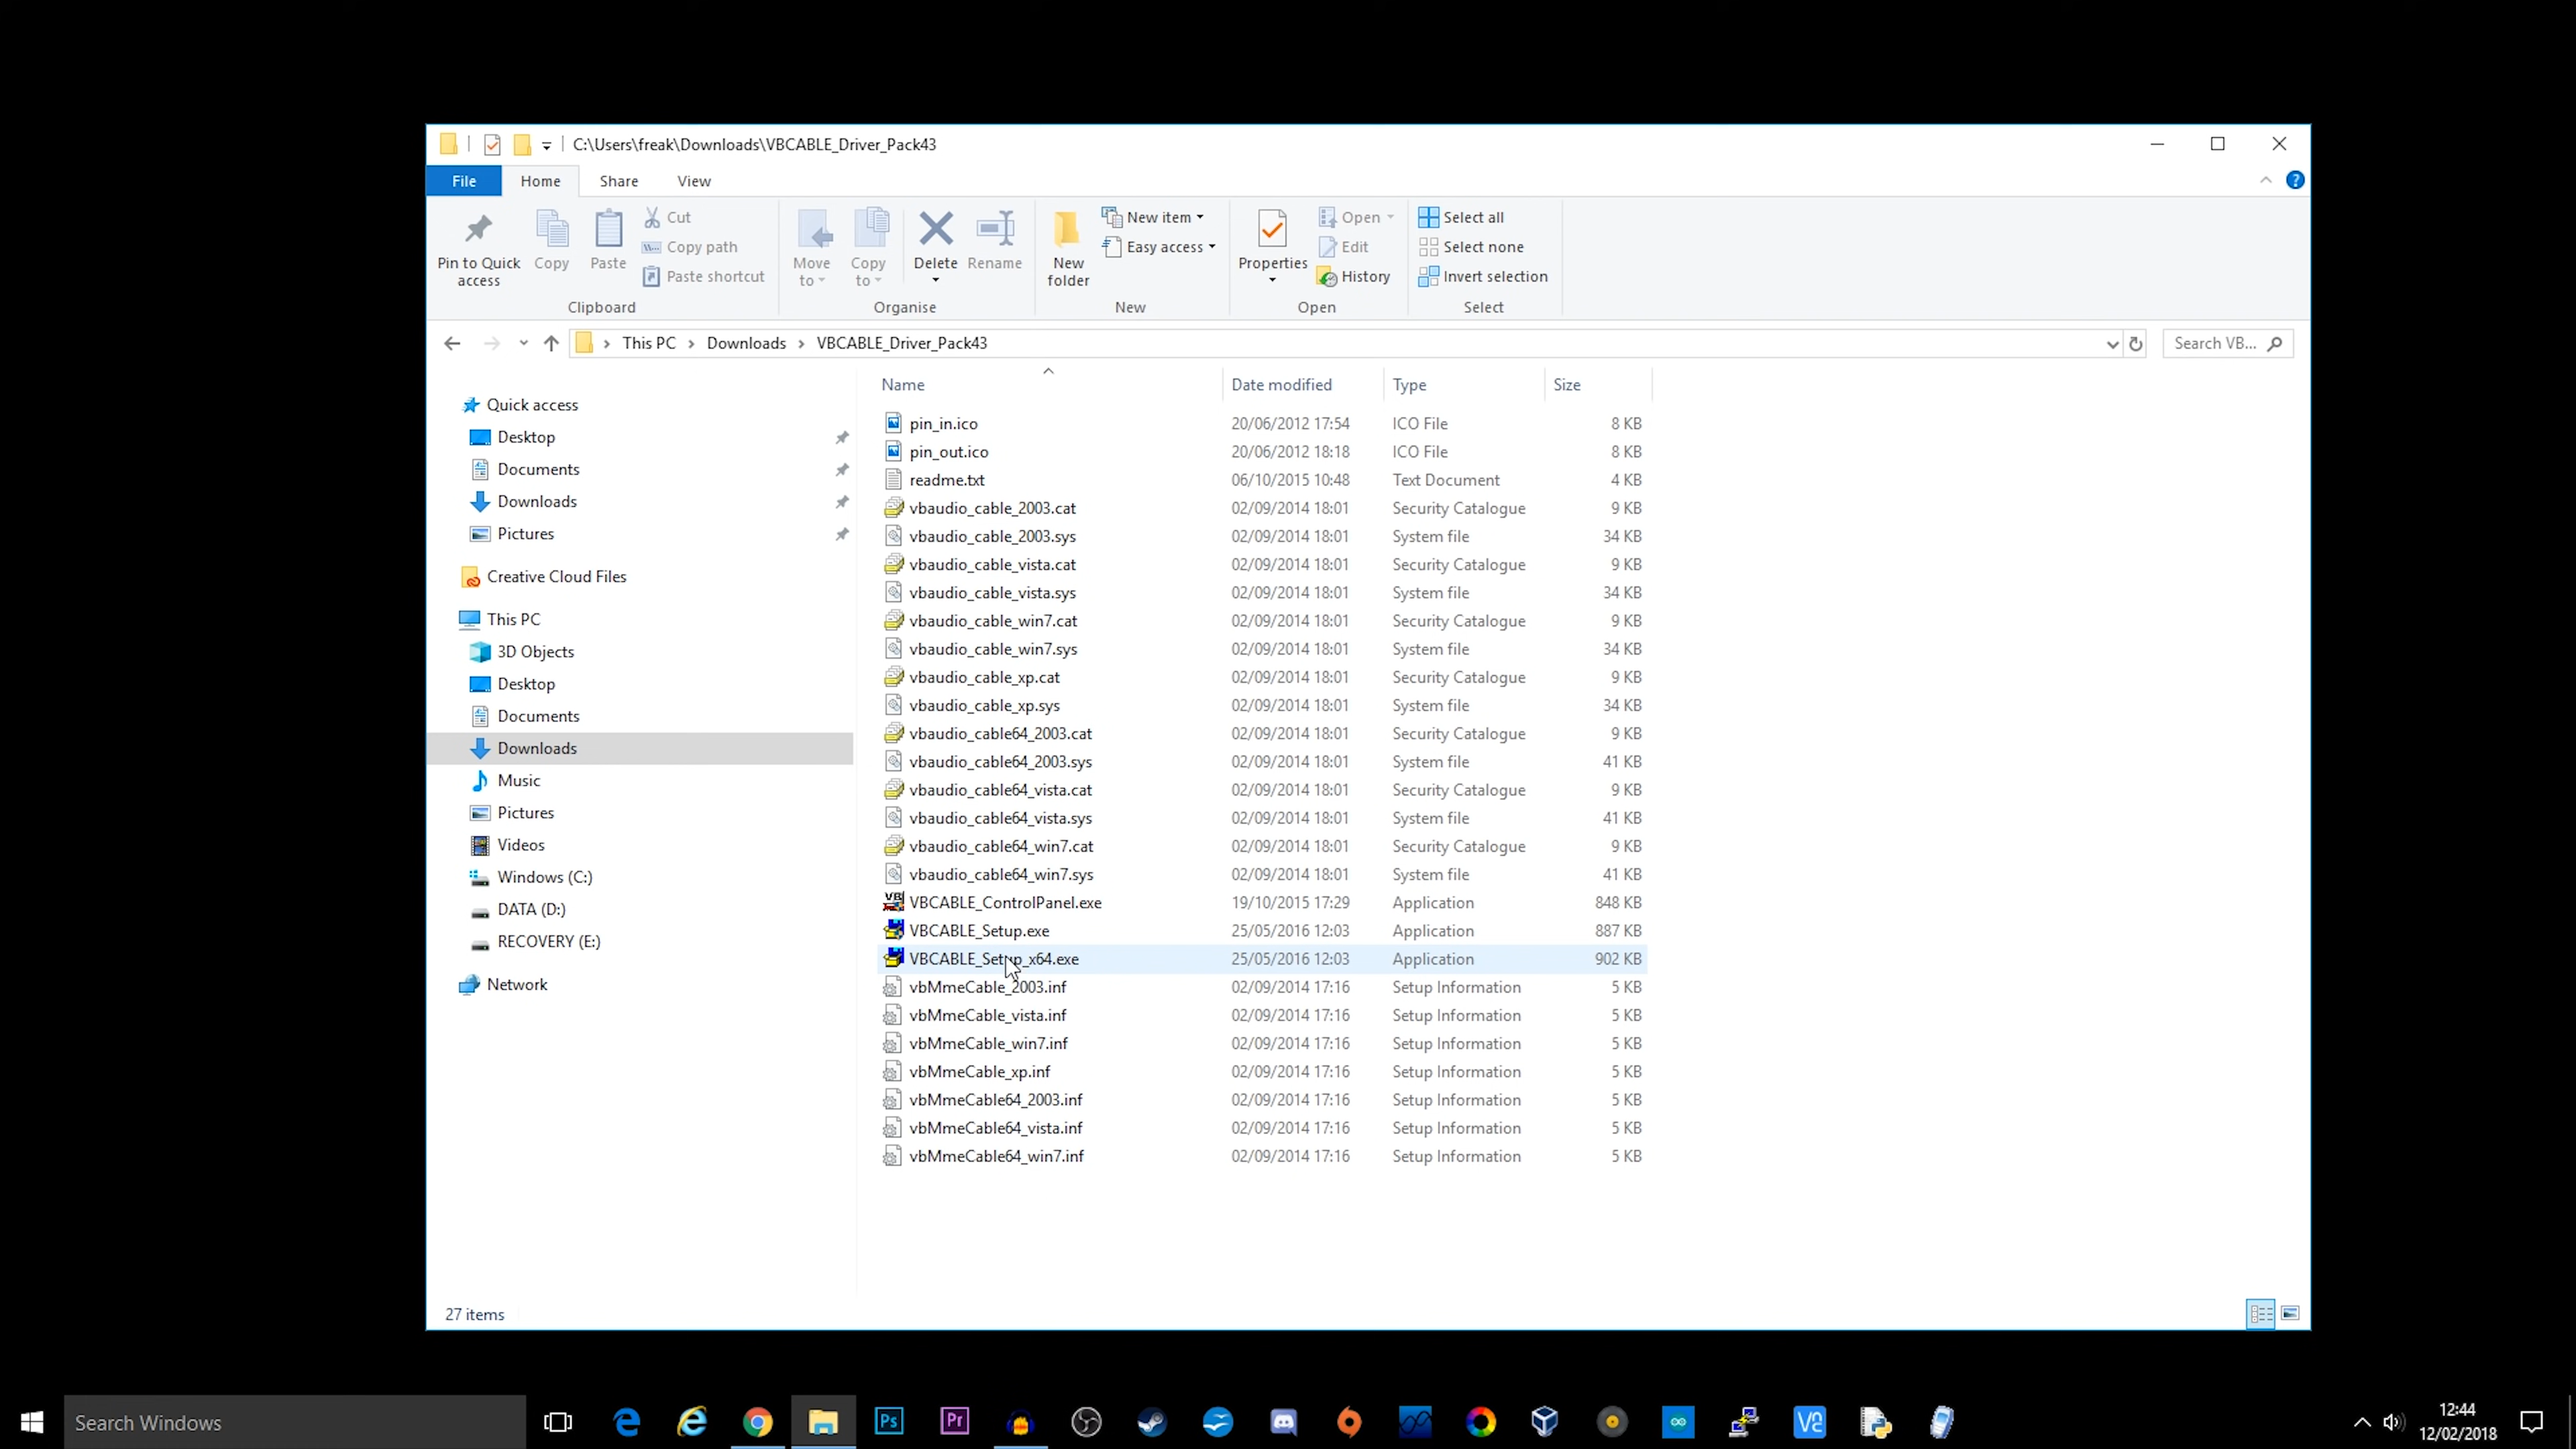 C:\Users\freak\Downloads\VBCABLE_Driver_Pack43
File Home Share View
Pin to Quick access
Copy
Paste
Cut
Copy path
Paste shortcut
Clipboard
Move to
Copy to
Delete
Rename
Organise
New folder
New item
Easy access
New
Properties
Open
Edit
History
Open
Select all
Select none
Invert selection
Select
This PC Downloads VBCABLE_Driver_Pack43
Search VB...
Quick access
Desktop
Documents
Downloads
Pictures
Creative Cloud Files
This PC
3D Objects
Desktop
Documents
Downloads
Music
Pictures
Videos
Windows (C:)
DATA (D:)
RECOVERY (E:)
Network
Name Date modified Type Size
pin_in.ico 20/06/2012 17:54 ICO File 8 KB
pin_out.ico 20/06/2012 18:18 ICO File 8 KB
readme.txt 06/10/2015 10:48 Text Document 4 KB
vbaudio_cable_2003.cat 02/09/2014 18:01 Security Catalogue 9 KB
vbaudio_cable_2003.sys 02/09/2014 18:01 System file 34 KB
vbaudio_cable_vista.cat 02/09/2014 18:01 Security Catalogue 9 KB
vbaudio_cable_vista.sys 02/09/2014 18:01 System file 34 KB
vbaudio_cable_win7.cat 02/09/2014 18:01 Security Catalogue 9 KB
vbaudio_cable_win7.sys 02/09/2014 18:01 System file 34 KB
vbaudio_cable_xp.cat 02/09/2014 18:01 Security Catalogue 9 KB
vbaudio_cable_xp.sys 02/09/2014 18:01 System file 34 KB
vbaudio_cable64_2003.cat 02/09/2014 18:01 Security Catalogue 9 KB
vbaudio_cable64_2003.sys 02/09/2014 18:01 System file 41 KB
vbaudio_cable64_vista.cat 02/09/2014 18:01 Security Catalogue 9 KB
vbaudio_cable64_vista.sys 02/09/2014 18:01 System file 41 KB
vbaudio_cable64_win7.cat 02/09/2014 18:01 Security Catalogue 9 KB
vbaudio_cable64_win7.sys 02/09/2014 18:01 System file 41 KB
VBCABLE_ControlPanel.exe 19/10/2015 17:29 Application 848 KB
VBCABLE_Setup.exe 25/05/2016 12:03 Application 887 KB
VBCABLE_Setup_x64.exe 25/05/2016 12:03 Application 902 KB
vbMmeCable_2003.inf 02/09/2014 17:16 Setup Information 5 KB
vbMmeCable_vista.inf 02/09/2014 17:16 Setup Information 5 KB
vbMmeCable_win7.inf 02/09/2014 17:16 Setup Information 5 KB
vbMmeCable_xp.inf 02/09/2014 17:16 Setup Information 5 KB
vbMmeCable64_2003.inf 02/09/2014 17:16 Setup Information 5 KB
vbMmeCable64_vista.inf 02/09/2014 17:16 Setup Information 5 KB
vbMmeCable64_win7.inf 02/09/2014 17:16 Setup Information 5 KB
27 items
Search Windows
Ps
Pr
12:44
12/02/2018